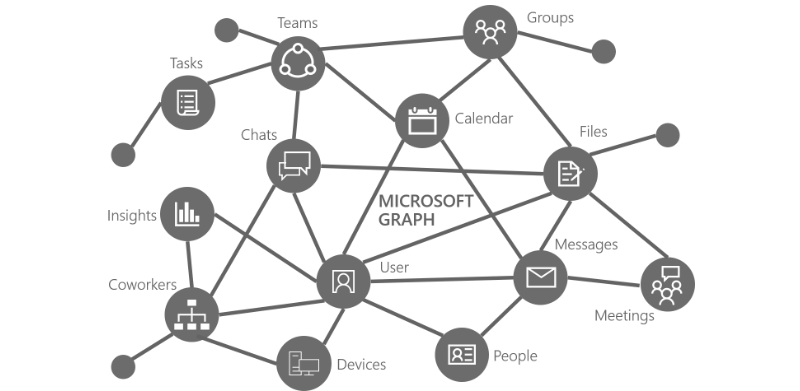 Teams
Groups
Tasks
Calendar
Chats
Files
MICROSOFT
GRAPH
Insights
Messages
User
Coworkers
Meetings
Devices
People